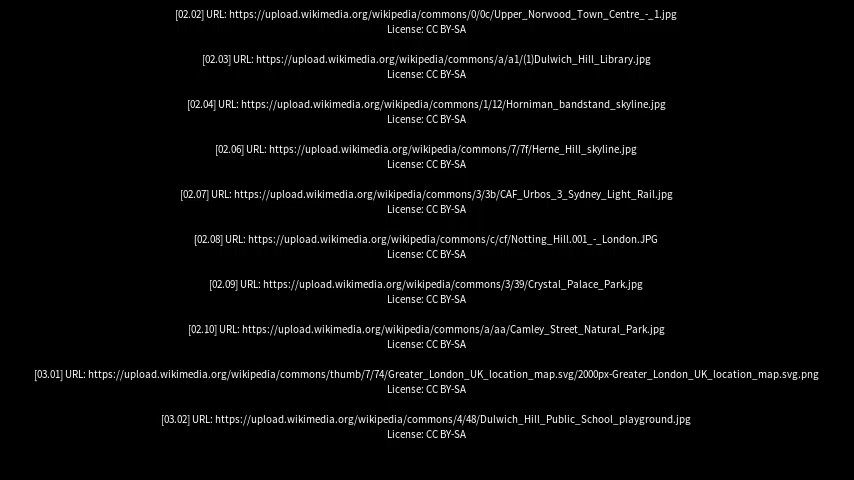 [02.02] URL: https://upload.wikimedia.org/wikipedia/commons/0/0c/Upper_Norwood_Town_Centre_-_1.jpg
License: CC BY-SA
[02.03] URL: https://upload.wikimedia.org/wikipedia/commons/a/a1/(1)Dulwich_Hill_Library.jpg
License: CC BY-SA
[02.04] URL: https://upload.wikimedia.org/wikipedia/commons/1/12/Horniman_bandstand_skyline.jpg
License: CC BY-SA
[02.06] URL: https://upload.wikimedia.org/wikipedia/commons/7/7f/Herne_Hill_skyline.jpg
License: CC BY-SA
[02.07] URL: https://upload.wikimedia.org/wikipedia/commons/3/3b/CAF_Urbos_3_Sydney_Light_Rail.jpg
License: CC BY-SA
[02.08] URL: https://upload.wikimedia.org/wikipedia/commons/c/cf/Notting_Hill.001_-_London.JPG
License: CC BY-SA
[02.09] URL: https://upload.wikimedia.org/wikipedia/commons/3/39/Crystal_Palace_Park.jpg
License: CC BY-SA
[02.10] URL: https://upload.wikimedia.org/wikipedia/commons/a/aa/Camley_Street_Natural_Park.jpg
License: CC BY-SA
[03.01] URL: https://upload.wikimedia.org/wikipedia/commons/thumb/7/74/Greater_London_UK_location_map.svg/2000px-Greater_London_UK_location_map.svg.png
License: CC BY-SA
[03.02] URL: https://upload.wikimedia.org/wikipedia/commons/4/48/Dulwich_Hill_Public_School_playground.jpg
License: CC BY-SA